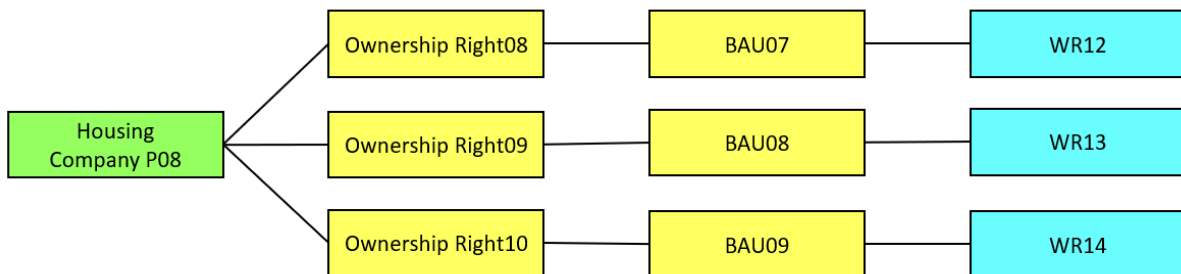 Ownership Right08
BAU07
WR12
Housing
Company P08
Ownership Right09
BAU08
WR13
Ownership Right10
BAU09
WR14